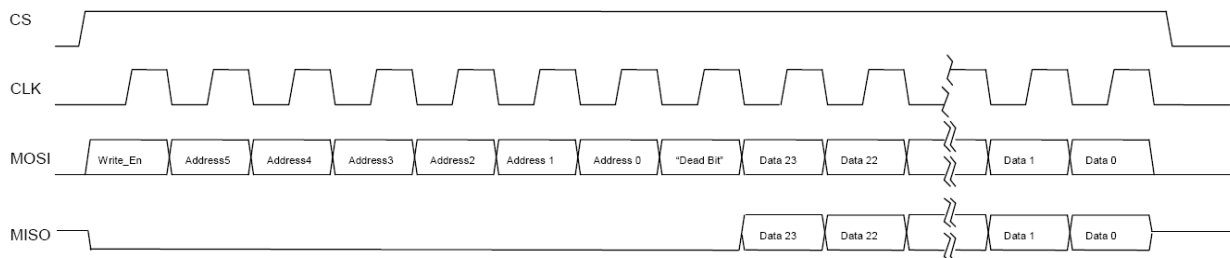 CS
CLK
MOSI Write_En Address5 Address4 Address3 Address2 Address 1 Address 0 "Dead Bit" Data 23 Data 22 Data 1 Data 0
MISO Data 23 Data 22 Data 1 Data 0